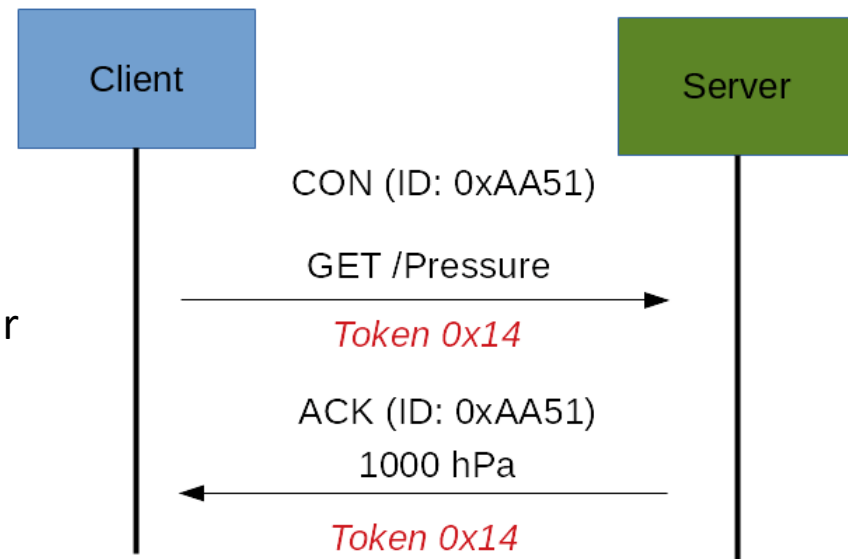 Client
Server
CON (ID: 0xAA51)
GET /Pressure
r
Token 0x14
ACK (ID: 0xAA51)
1000 hPa
Token 0x14